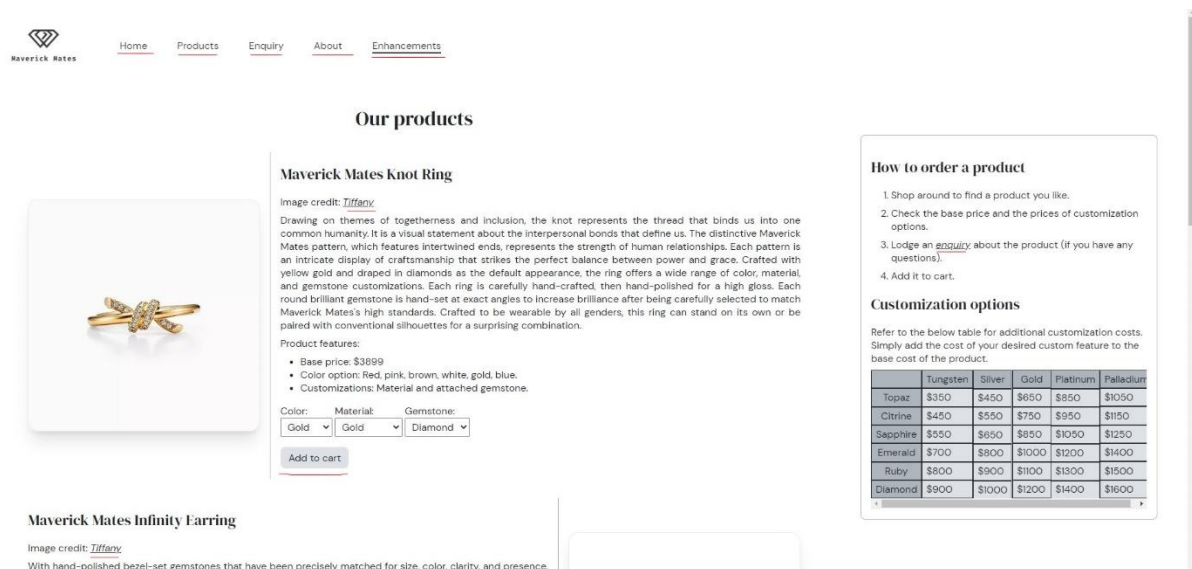 Maverick Mates
Home Products Enquiry About Enhancements
Our products
Maverick Mates Knot Ring
Image credit: Tiffany
Drawing on themes of togetherness and inclusion, the knot represents the thread that binds us into one
common humanity. It is a visual statement about the interpersonal bonds that define us. The distinctive Maverick
Mates pattern, which features intertwined ends, represents the strength of human relationships. Each pattern is
an intricate display of craftsmanship that strikes the perfect balance between power and grace. Crafted with
yellow gold and draped in diamonds as the default appearance, the ring offers a wide range of color, material,
and gemstone customizations. Each ring is carefully hand-crafted, then hand-polished for a high gloss. Each
round brilliant gemstone is hand-set at exact angles to increase brilliance after being carefully selected to match
Maverick Mates's high standards. Crafted to be wearable by all genders, this ring can stand on its own or be
paired with conventional silhouettes for a surprising combination.
Product features:
• Base price: $3899
• Color option: Red, pink, brown, white, gold, blue.
• Customizations: Material and attached gemstone.
Color: Material: Gemstone:
Gold Gold Diamond
Add to cart
Maverick Mates Infinity Earring
Image credit: Tiffany
With hand-polished bezel-set gemstones that have been precisely matched for size, color, clarity, and presence,
How to order a product
1. Shop around to find a product you like.
2. Check the base price and the prices of customization
options.
3. Lodge an enquiry about the product (if you have any
questions).
4. Add it to cart.
Customization options
Refer to the below table for additional customization costs.
Simply add the cost of your desired custom feature to the
base cost of the product.
Tungsten Silver Gold Platinum Palladium
Topaz $350 $450 $650 $850 $1050
Citrine $450 $550 $750 $950 $1150
Sapphire $550 $650 $850 $1050 $1250
Emerald $700 $800 $1000 $1200 $1400
Ruby $800 $900 $1100 $1300 $1500
Diamond $900 $1000 $1200 $1400 $1600